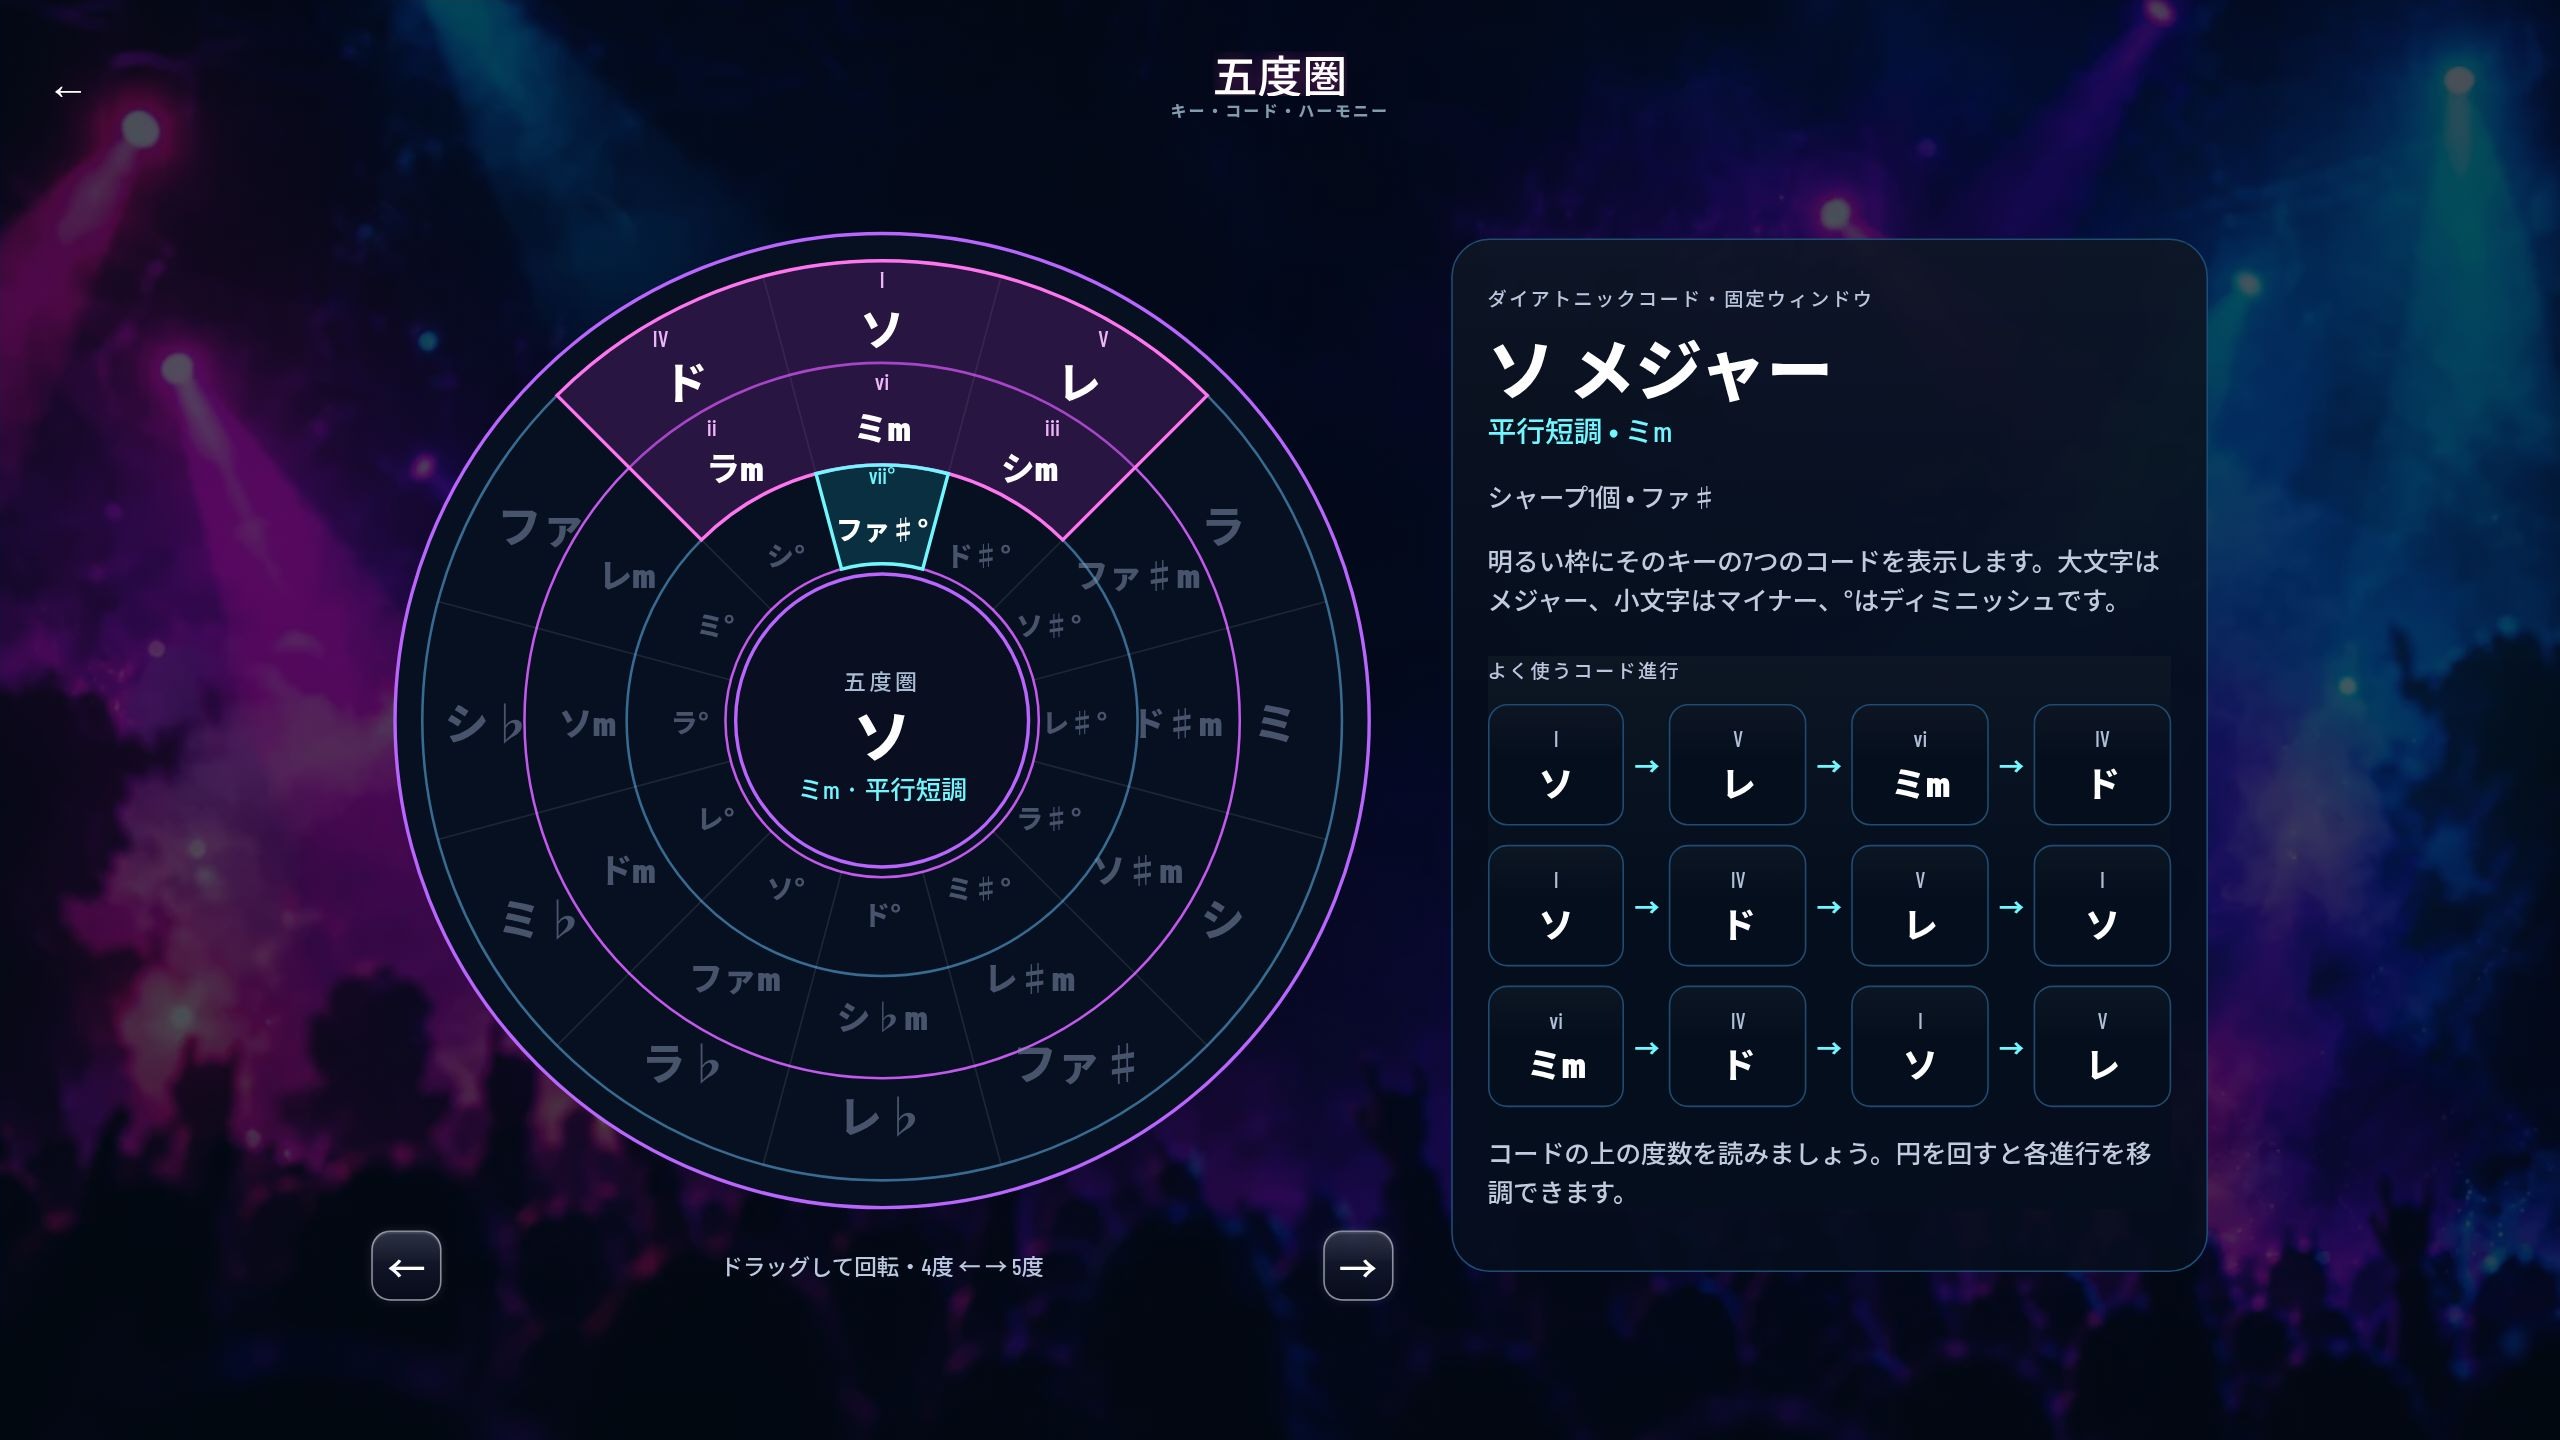 ←
五度圏
キー・コード・ハーモニー
I
ソ
IV
ド
V
レ
vi
ミm
ii
ラm
iii
シm
vii°
ファ♯°
ファ
ラ
レm
シ°
ド♯°
ファ♯m
ミ°
ソ♯°
シ♭
ソm
ラ°
レ♯°
ド♯m
ミ
五度圏
ソ
ミm・平行短調
レ°
ラ♯°
ドm
ソ♯m
ソ°
ミ♯°
ミ♭
シ
ド°
ファm
レ♯m
シ♭m
ラ♭
ファ♯
レ♭
←
ドラッグして回転・4度←→5度
→
ダイアトニックコード・固定ウィンドウ
ソ メジャー
平行短調•ミm
シャープ1個•ファ♯
明るい枠にそのキーの7つのコードを表示します。大文字は
メジャー、小文字はマイナー、°はディミニッシュです。
よく使うコード進行
I V vi IV
ソ → レ → ミm → ド
I IV V I
ソ → ド → レ → ソ
vi IV I V
ミm → ド → ソ → レ
コードの上の度数を読みましょう。円を回すと各進行を移
調できます。